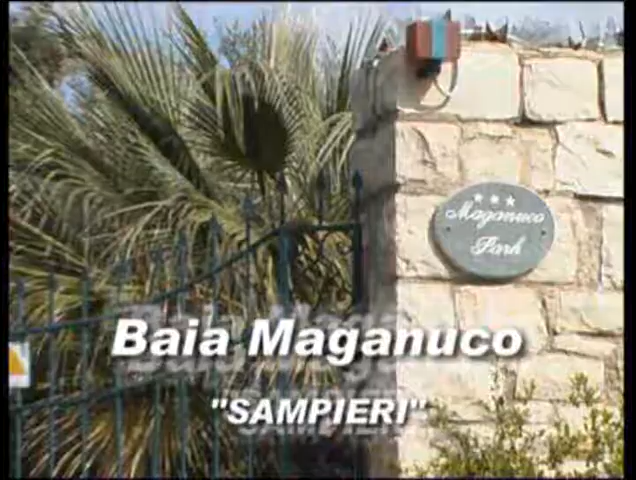 ★ ★ ★
Maganuco
Park
Baia Maganuco
"SAMPIERI"